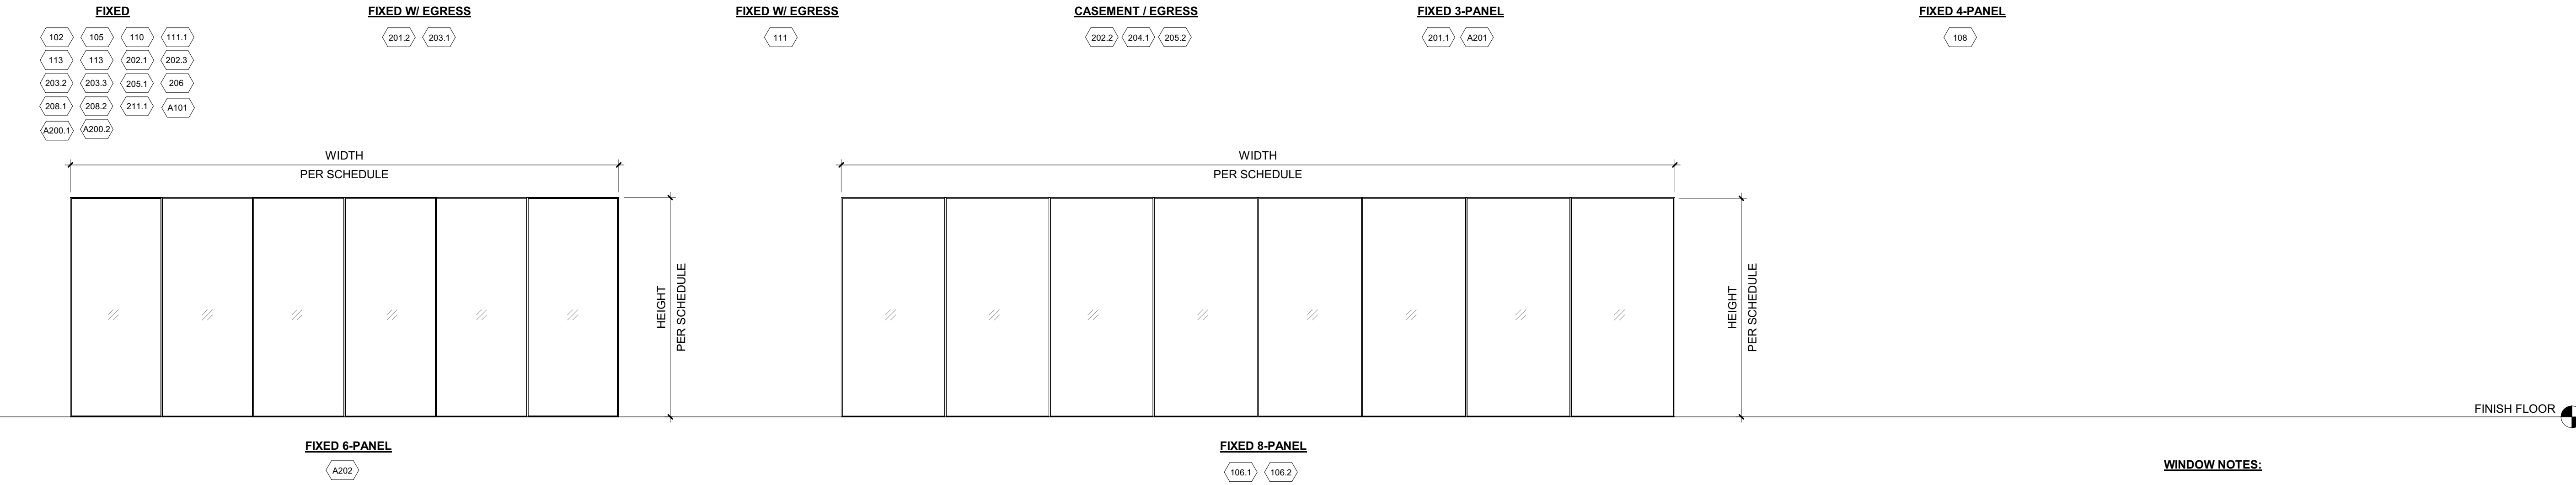 FIXED
102 105 110 111.1
113 113 202.1 202.3
203.2 203.3 205.1 206
208.1 208.2 211.1 A101
A200.1 A200.2
FIXED W/ EGRESS
201.2 203.1
FIXED W/ EGRESS
111
CASEMENT / EGRESS
202.2 204.1 205.2
FIXED 3-PANEL
201.1 A201
FIXED 4-PANEL
108
WIDTH
PER SCHEDULE
HEIGHT
PER SCHEDULE
FIXED 6-PANEL
A202
WIDTH
PER SCHEDULE
HEIGHT
PER SCHEDULE
FIXED 8-PANEL
106.1 106.2
FINISH FLOOR
WINDOW NOTES: